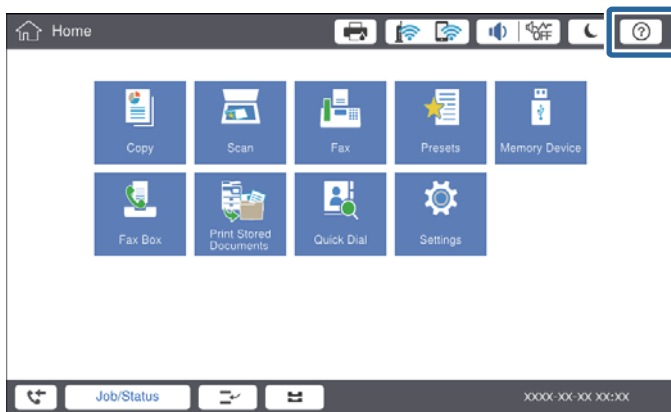 Home
OFF
?
Copy
Scan
Fax
Presets
Memory Device
Fax Box
Print Stored
Documents
Quick Dial
Settings
Job/Status
XXXX-XX-XX XX:XX